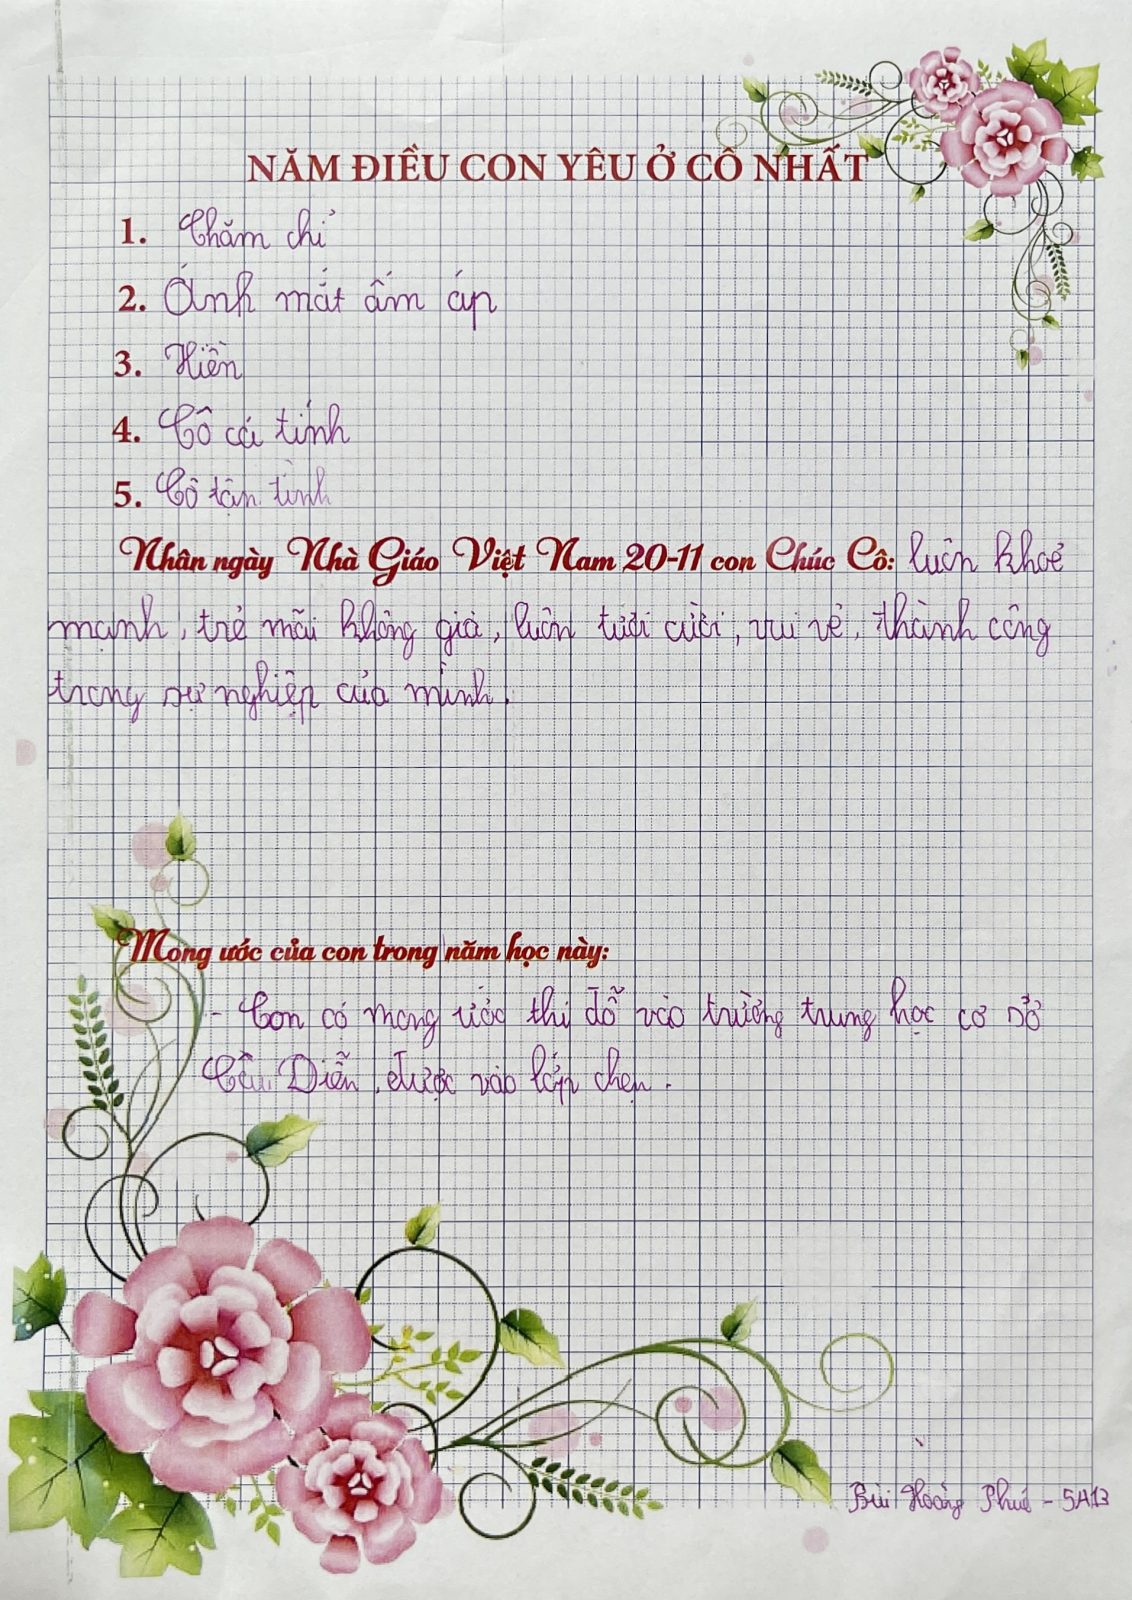 NĂM ĐIỀU CON YÊU Ở CÔ NHẤT
1. Chăm chỉ
2. Ánh mắt ấm áp
3. Hiền
4. Cô cá tính
5. Cô tận tình
Nhân ngày Nhà Giáo Việt Nam 20-11 con Chúc Cô: luôn khoẻ
mạnh, trẻ mãi không già, luôn tươi cười, vui vẻ, thành công
trong sự nghiệp của mình.
Mong ước của con trong năm học này:
- Con có mong ước thi đỗ vào trường trung học cơ sở
Cầu Diễn, được vào lớp chọn.
Bùi Hoàng Phú - 5A13